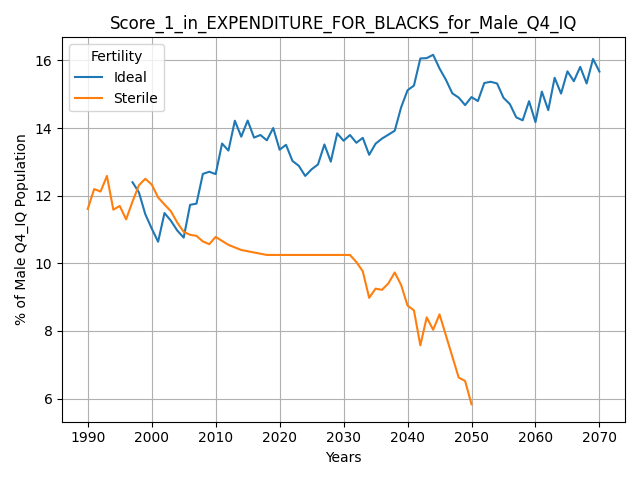 Score_1_in_EXPENDITURE_FOR_BLACKS_for_Male_Q4_IQ
Fertility
Ideal
Sterile
% of Male Q4_IQ Population
16
14
12
10
8
6
1990 2000 2010 2020 2030 2040 2050 2060 2070
Years